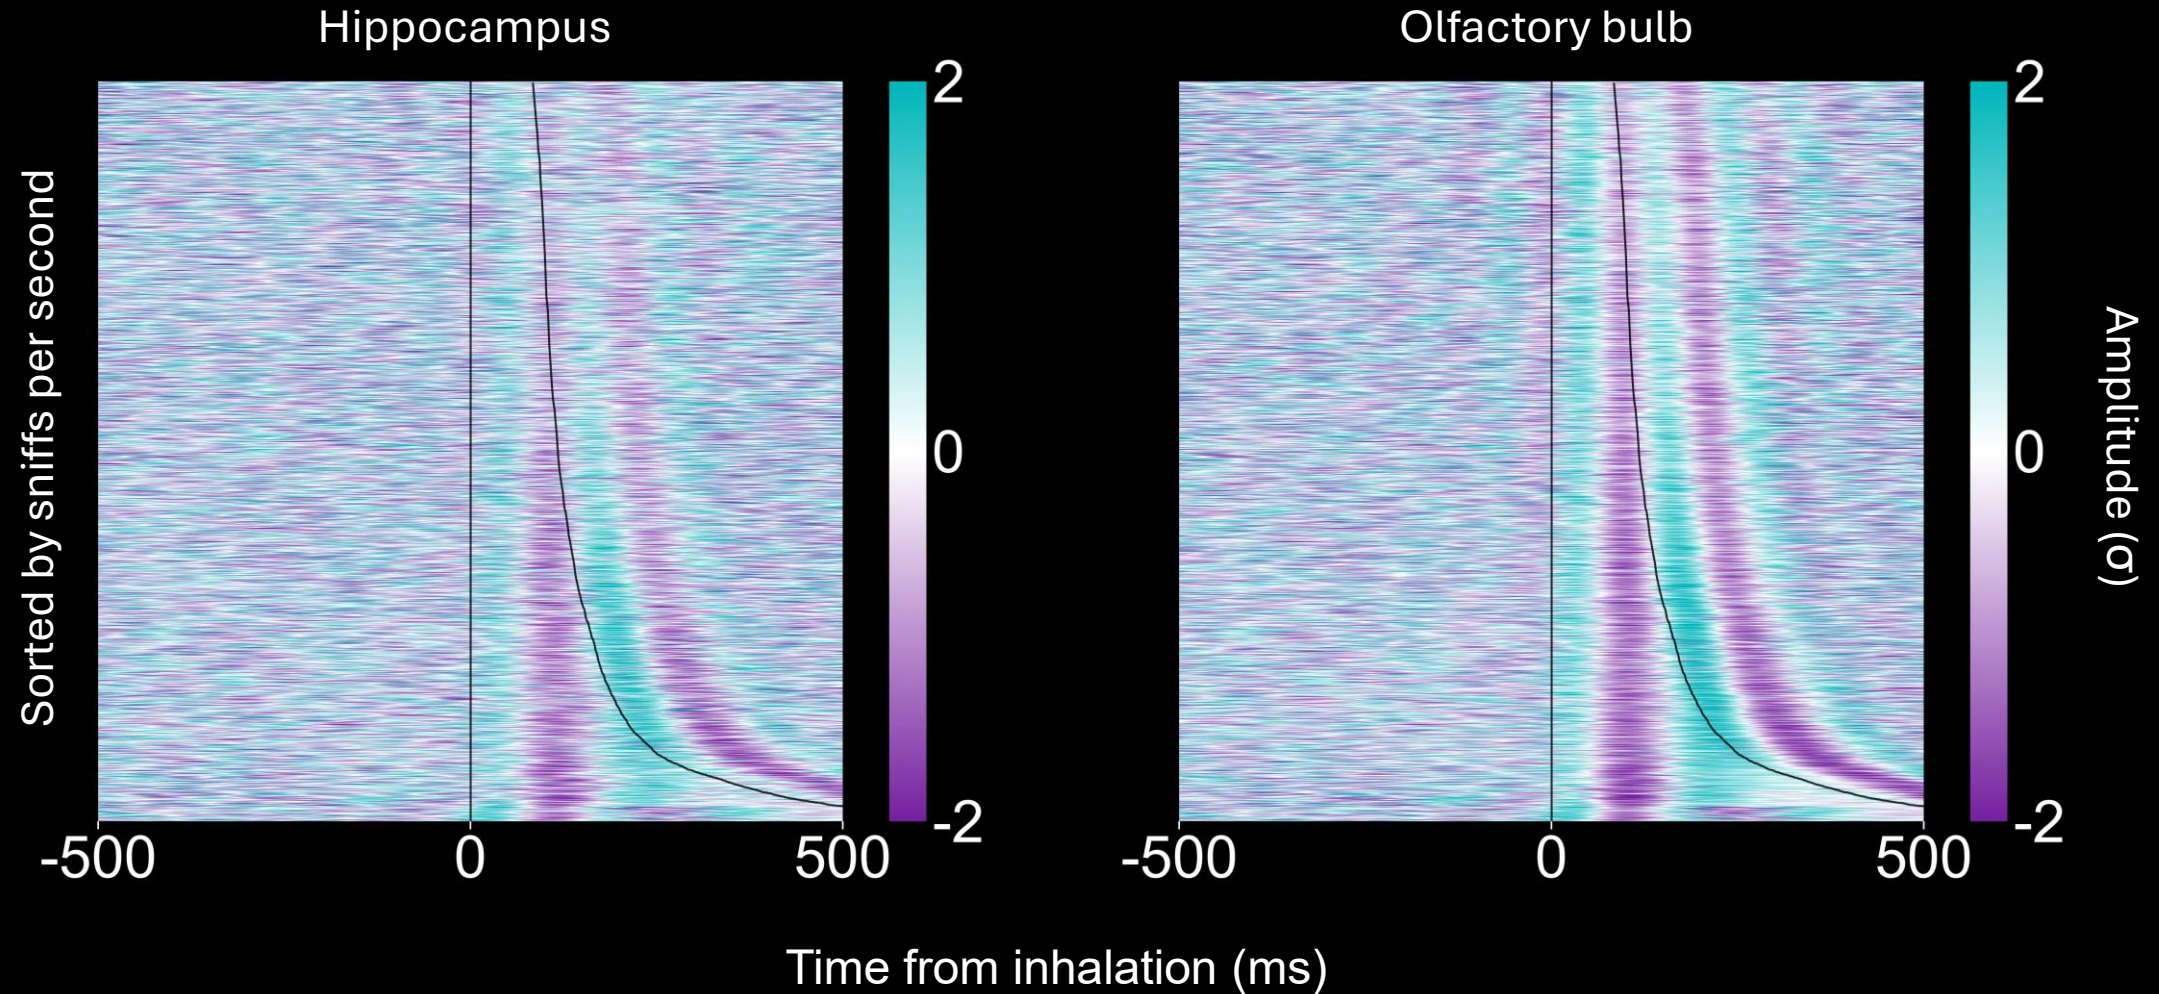 Hippocampus
Olfactory bulb
Sorted by sniffs per second
2
0
-2
-500
0
500
2
0
-2
-500
0
500
Amplitude (σ)
Time from inhalation (ms)